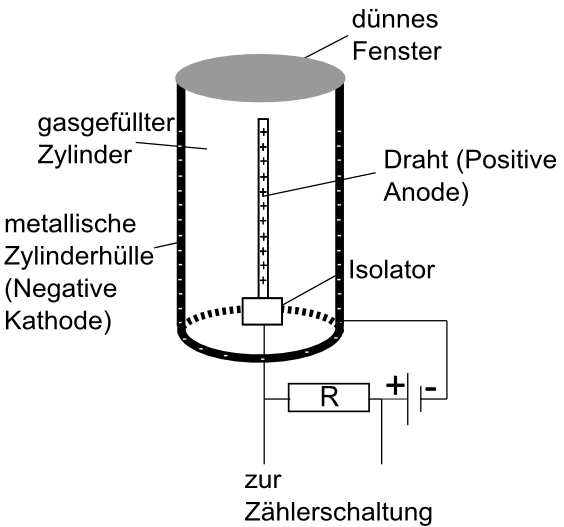 dünnes
Fenster
gasgefüllter
Zylinder
Draht (Positive
Anode)
metallische
Zylinderhülle
(Negative
Kathode)
Isolator
+ -
R
zur
Zählerschaltung